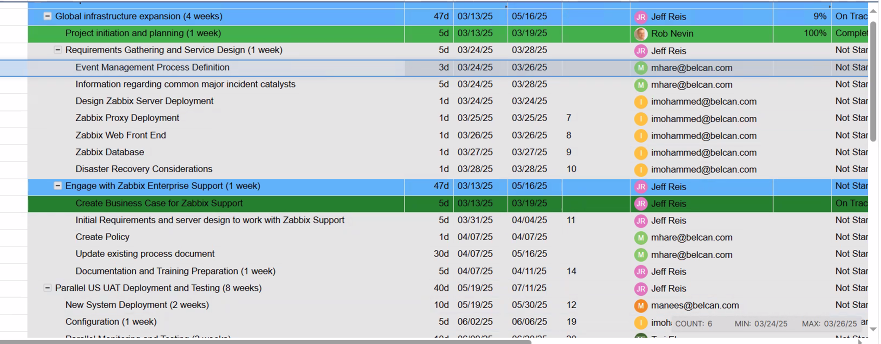 Global infrastructure expansion (4 weeks) 47d 03/13/25 05/16/25 JR Jeff Reis 9% On Trac
Project initiation and planning (1 week) 5d 03/13/25 03/19/25 Rob Nevin 100% Complet
Requirements Gathering and Service Design (1 week) 5d 03/24/25 03/28/25 JR Jeff Reis Not Star
Event Management Process Definition 3d 03/24/25 03/26/25 M mhare@belcan.com Not Star
Information regarding common major incident catalysts 5d 03/24/25 03/28/25 M mhare@belcan.com Not Star
Design Zabbix Server Deployment 1d 03/24/25 03/24/25 I imohammed@belcan.com Not Star
Zabbix Proxy Deployment 1d 03/25/25 03/25/25 7 I imohammed@belcan.com Not Star
Zabbix Web Front End 1d 03/26/25 03/26/25 8 I imohammed@belcan.com Not Star
Zabbix Database 1d 03/27/25 03/27/25 9 I imohammed@belcan.com Not Star
Disaster Recovery Considerations 1d 03/28/25 03/28/25 10 I imohammed@belcan.com Not Star
Engage with Zabbix Enterprise Support (1 week) 47d 03/13/25 05/16/25 JR Jeff Reis Not Star
Create Business Case for Zabbix Support 5d 03/13/25 03/19/25 JR Jeff Reis On Trac
Initial Requirements and server design to work with Zabbix Support 5d 03/31/25 04/04/25 11 JR Jeff Reis Not Star
Create Policy 1d 04/07/25 04/07/25 M mhare@belcan.com Not Star
Update existing process document 30d 04/07/25 05/16/25 M mhare@belcan.com Not Star
Documentation and Training Preparation (1 week) 5d 04/07/25 04/11/25 14 JR Jeff Reis Not Star
Parallel US UAT Deployment and Testing (8 weeks) 40d 05/19/25 07/11/25 JR Jeff Reis Not Star
New System Deployment (2 weeks) 10d 05/19/25 05/30/25 12 M manees@belcan.com Not Star
Configuration (1 week) 5d 06/02/25 06/06/25 19 I imoh COUNT: 6 MIN: 03/24/25 MAX: 03/26/25